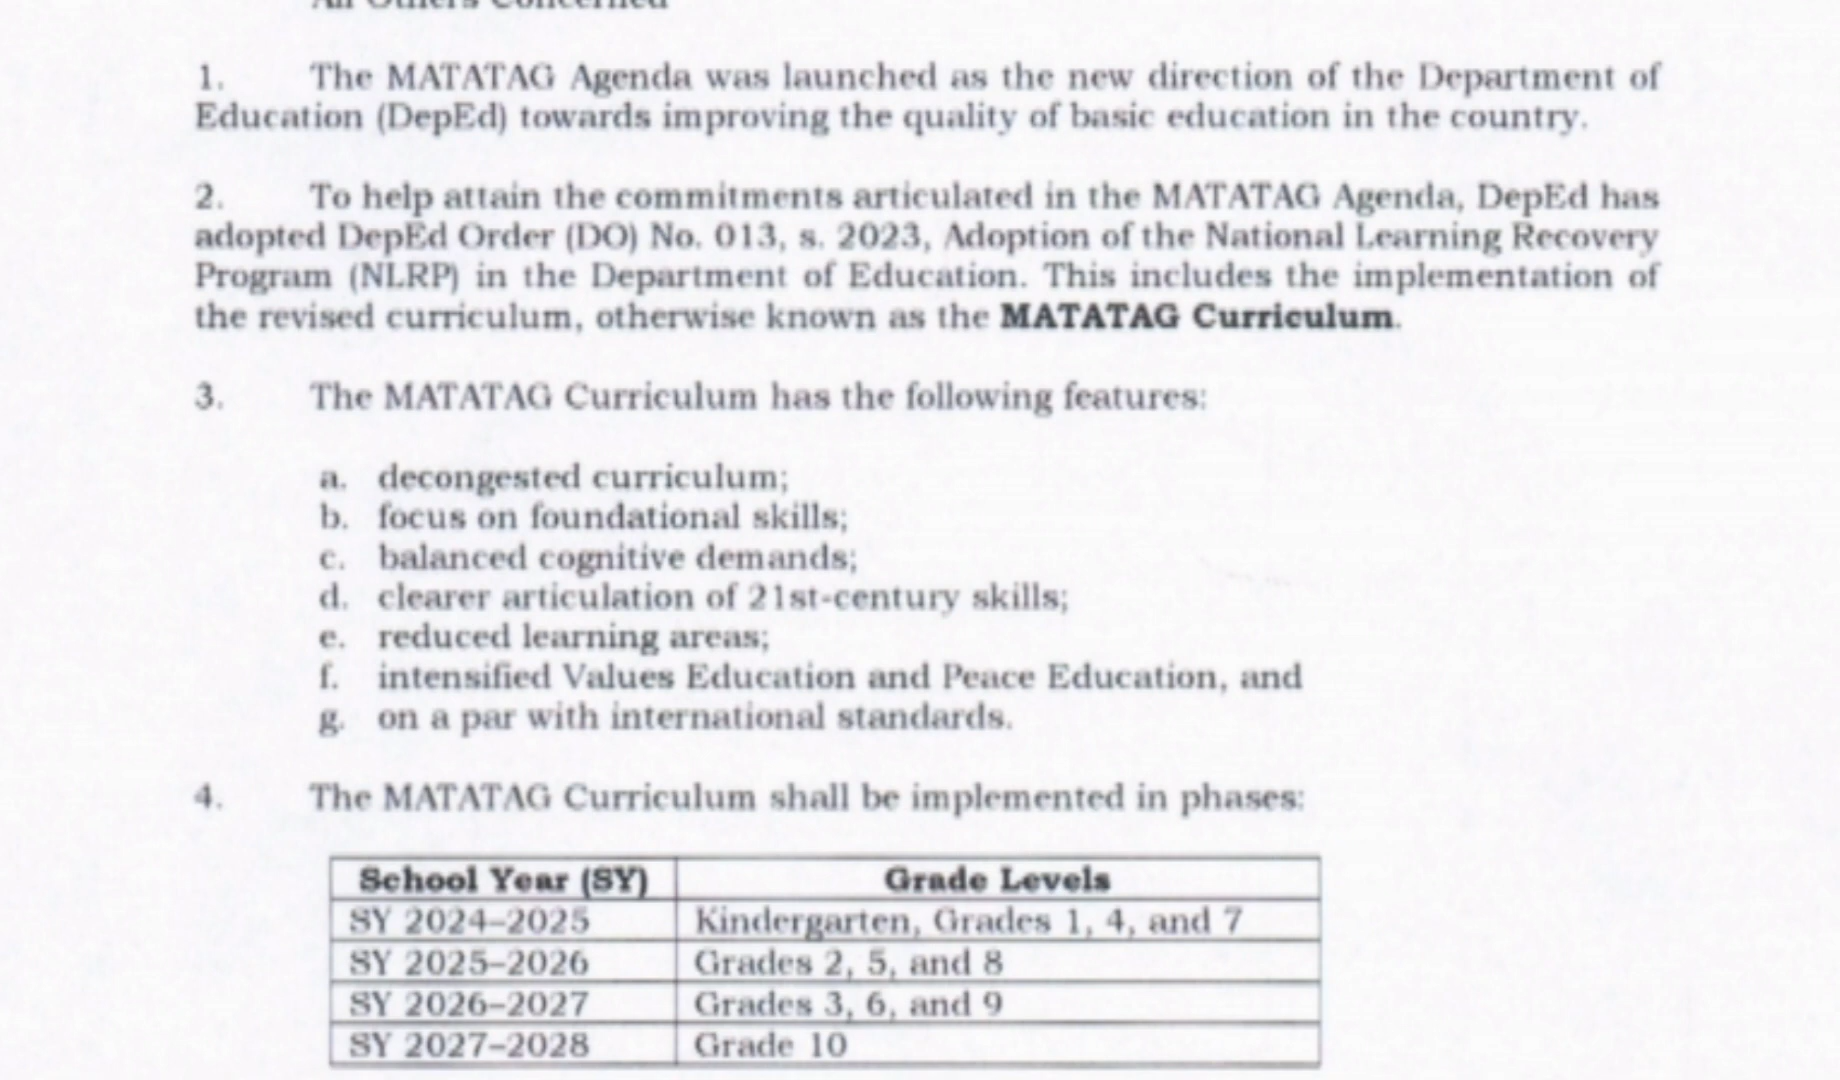 All Others Concerned
1. The MATATAG Agenda was launched as the new direction of the Department of
Education (DepEd) towards improving the quality of basic education in the country.
2. To help attain the commitments articulated in the MATATAG Agenda, DepEd has
adopted DepEd Order (DO) No. 013, s. 2023, Adoption of the National Learning Recovery
Program (NLRP) in the Department of Education. This includes the implementation of
the revised curriculum, otherwise known as the MATATAG Curriculum.
3. The MATATAG Curriculum has the following features:
a. decongested curriculum;
b. focus on foundational skills;
c. balanced cognitive demands;
d. clearer articulation of 21st-century skills;
e. reduced learning areas;
f. intensified Values Education and Peace Education, and
g. on a par with international standards.
4. The MATATAG Curriculum shall be implemented in phases:
School Year (SY) Grade Levels
SY 2024–2025 Kindergarten, Grades 1, 4, and 7
SY 2025–2026 Grades 2, 5, and 8
SY 2026–2027 Grades 3, 6, and 9
SY 2027–2028 Grade 10